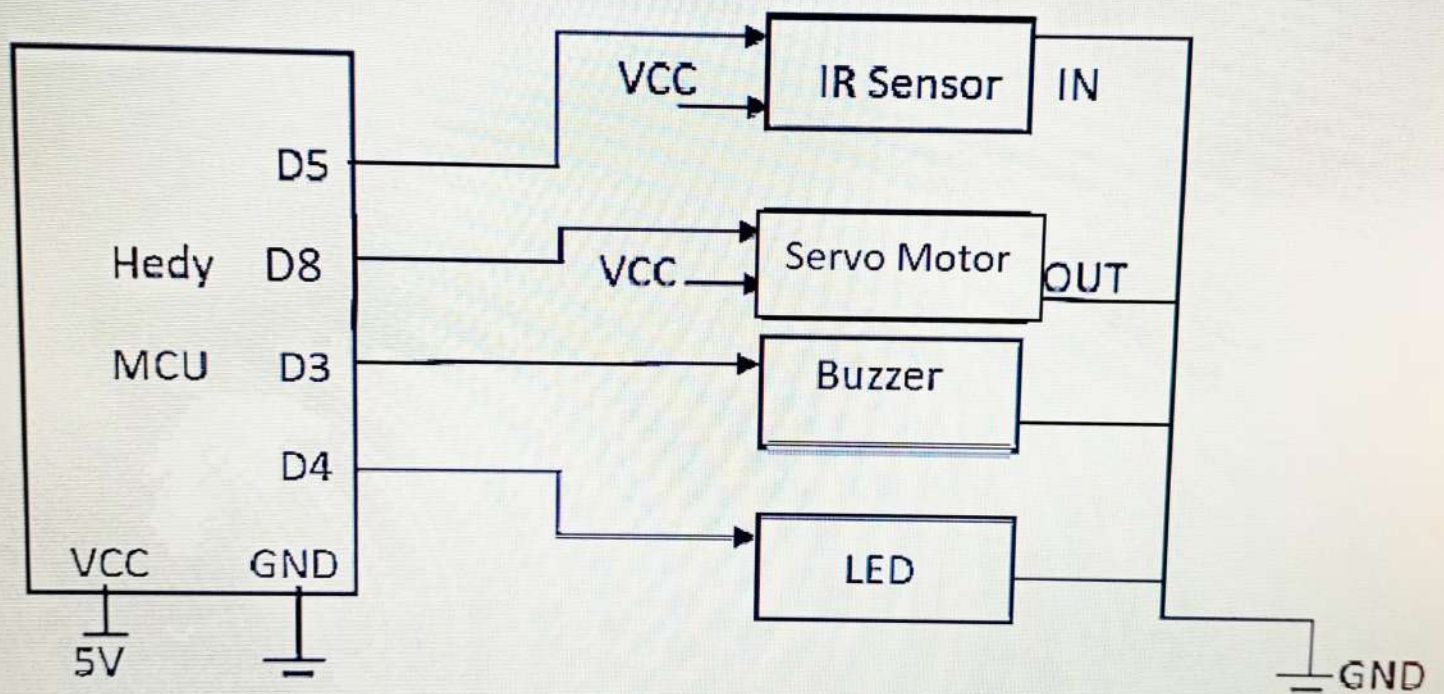 VCC IR Sensor IN
D5
Hedy D8 VCC Servo Motor OUT
MCU D3 Buzzer
D4
VCC GND LED
5V GND